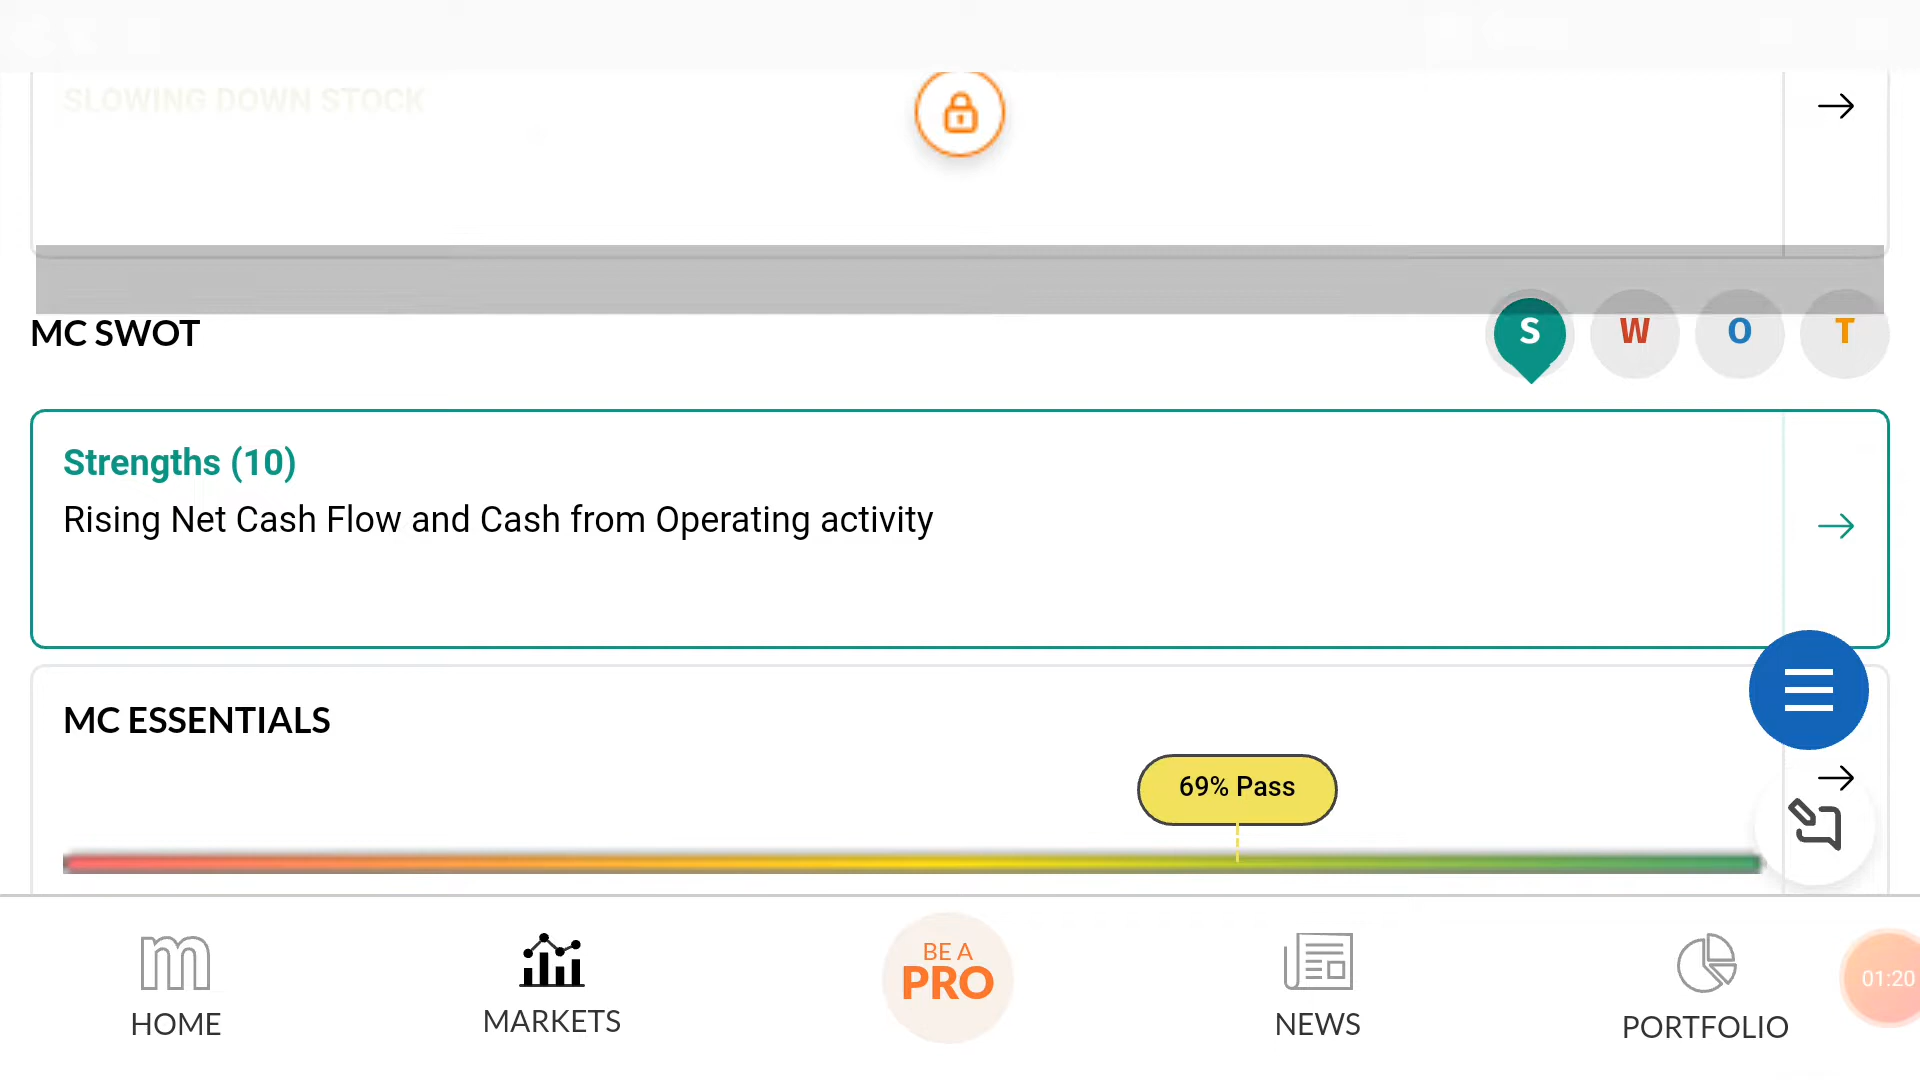 SLOWING DOWN STOCK
MC SWOT
S W O T
Strengths (10)
Rising Net Cash Flow and Cash from Operating activity
MC ESSENTIALS
69% Pass
m
HOME
MARKETS
BE A
PRO
NEWS
PORTFOLIO
01:20